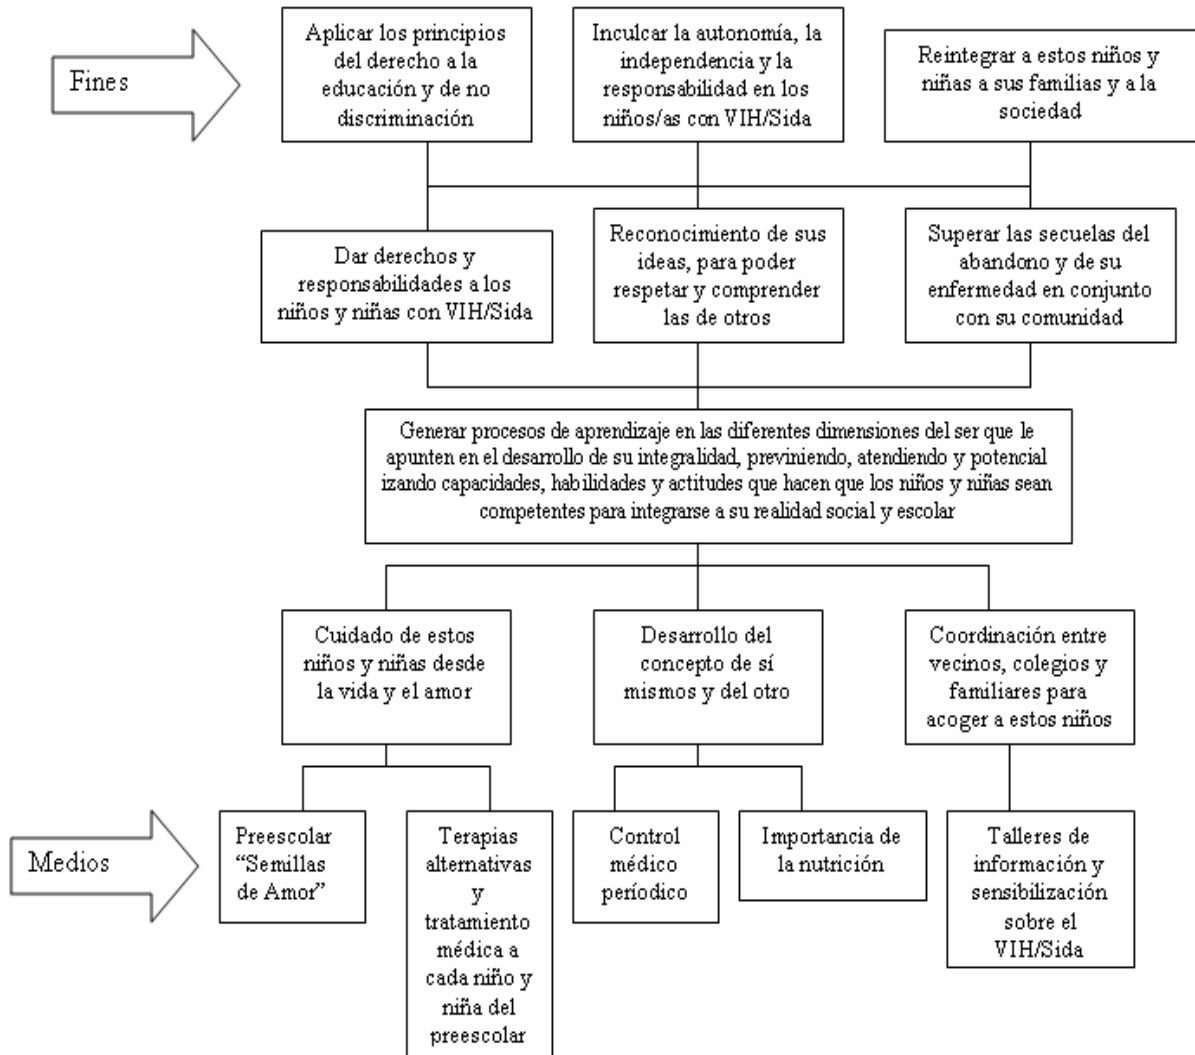 Fines
Aplicar los principios
del derecho a la
educación y de no
discriminación
Inculcar la autonomía, la
independencia y la
responsabilidad en los
niños/as con VIH/Sida
Reintegrar a estos niños y
niñas a sus familias y a la
sociedad
Dar derechos y
responsabilidades a los
niños y niñas con VIH/Sida
Reconocimiento de sus
ideas, para poder
respetar y comprender
las de otros
Superar las secuelas del
abandono y de su
enfermedad en conjunto
con su comunidad
Generar procesos de aprendizaje en las diferentes dimensiones del ser que le
apunten en el desarrollo de su integralidad, previniendo, atendiendo y potencial
izando capacidades, habilidades y actitudes que hacen que los niños y niñas sean
competentes para integrarse a su realidad social y escolar
Cuidado de estos
niños y niñas desde
la vida y el amor
Desarrollo del
concepto de sí
mismos y del otro
Coordinación entre
vecinos, colegios y
familiares para
acoger a estos niños
Medios
Preescolar
“Semillas
de Amor”
Terapias
alternativas
y
tratamiento
médica a
cada niño y
niña del
preescolar
Control
médico
períodico
Importancia de
la nutrición
Talleres de
información y
sensibilización
sobre el
VIH/Sida